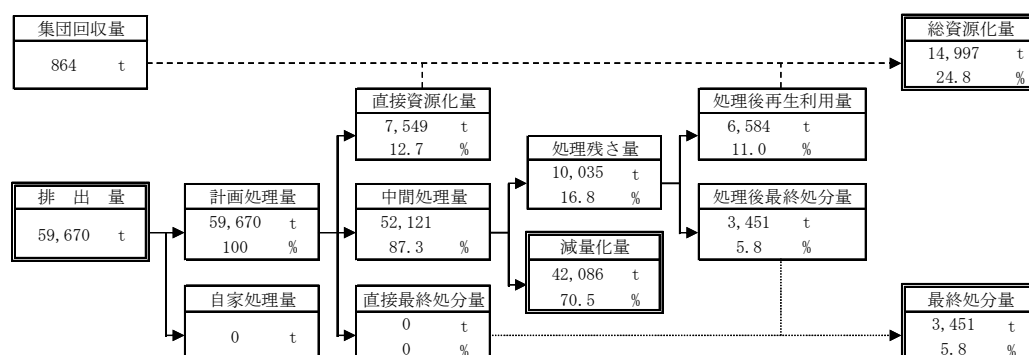 集団回収量
864 t
総資源化量
14,997 t
24.8 %
直接資源化量
7,549 t
12.7 %
処理後再生利用量
6,584 t
11.0 %
処理残さ量
10,035 t
16.8 %
排 出 量
59,670 t
計画処理量
59,670 t
100 %
中間処理量
52,121
87.3 %
処理後最終処分量
3,451 t
5.8 %
減量化量
42,086 t
70.5 %
自家処理量
0 t
直接最終処分量
0 t
0 %
最終処分量
3,451 t
5.8 %